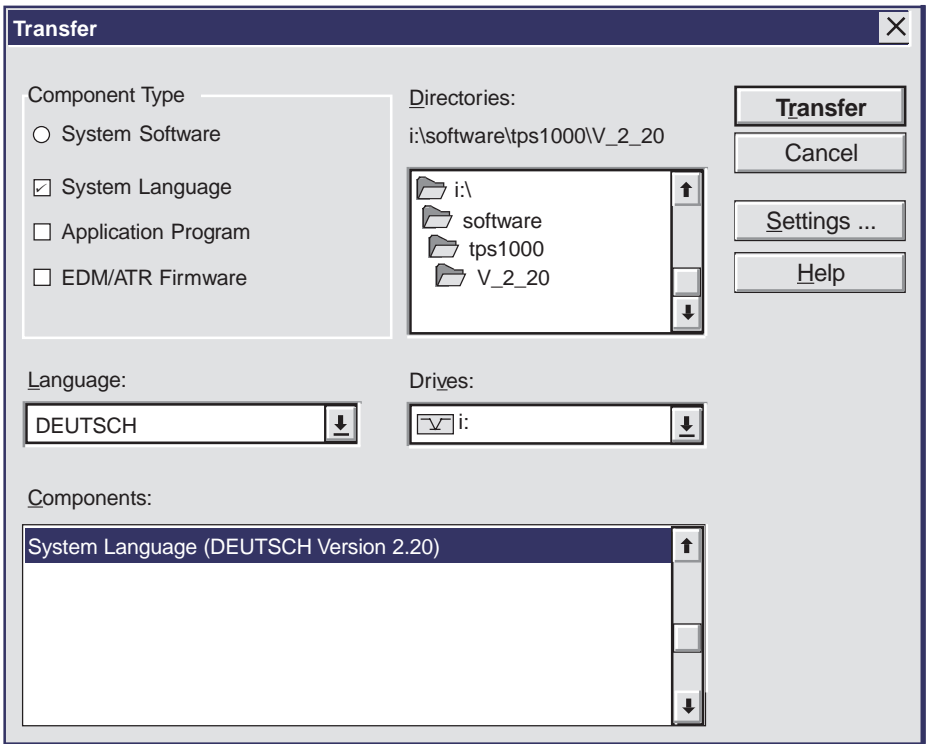 Transfer
Component Type
System Software
System Language
Application Program
EDM/ATR Firmware
Directories:
i:\software\tps1000\V_2_20
i:\
software
tps1000
V_2_20
Transfer
Cancel
Settings ...
Help
Language:
DEUTSCH
Drives:
i:
Components:
System Language (DEUTSCH Version 2.20)